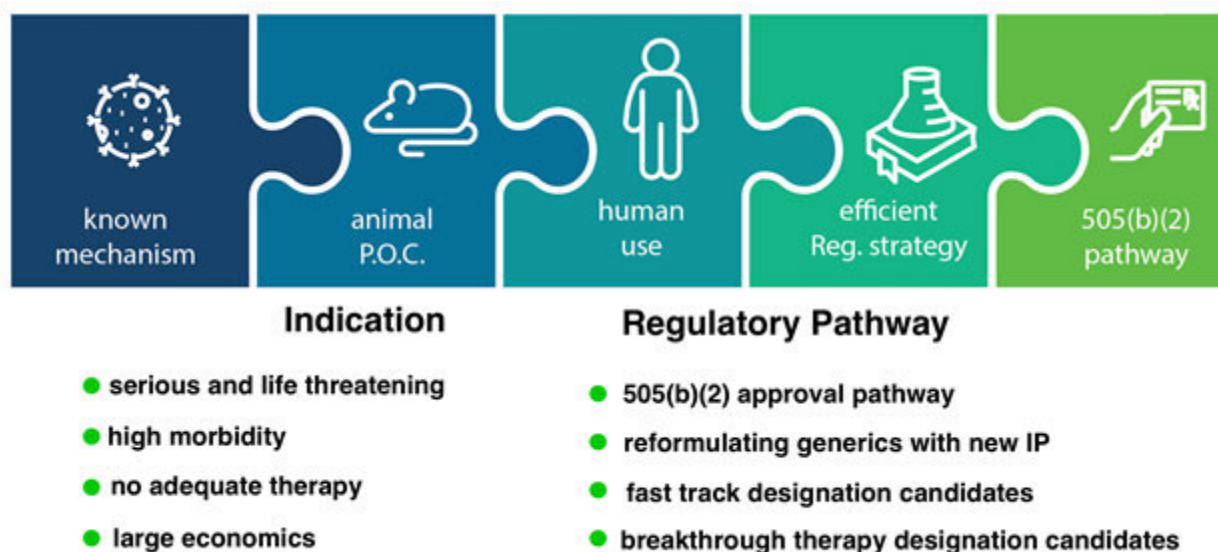 known
mechanism
animal
P.O.C.
human
use
efficient
Reg. strategy
Rx
505(b)(2)
pathway
Indication
serious and life threatening
high morbidity
no adequate therapy
large economics
Regulatory Pathway
505(b)(2) approval pathway
reformulating generics with new IP
fast track designation candidates
breakthrough therapy designation candidates